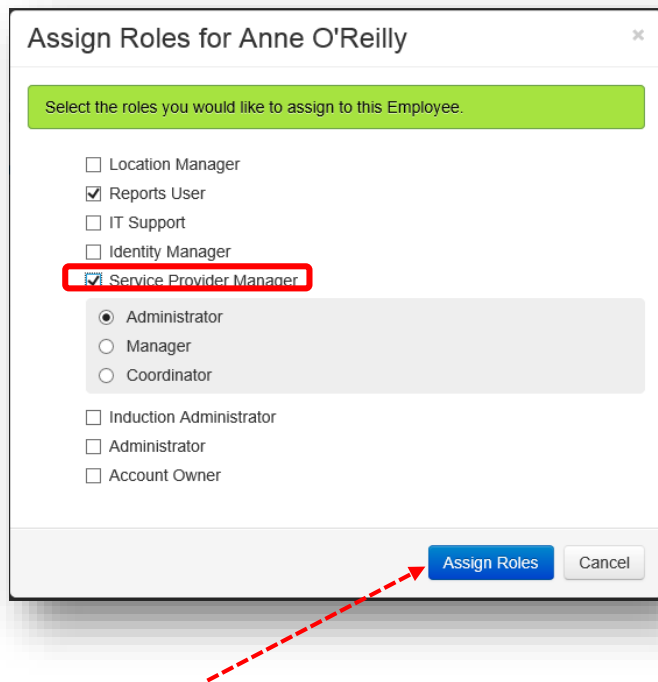 Assign Roles for Anne O'Reilly ×
Select the roles you would like to assign to this Employee.
Location Manager
Reports User
IT Support
Identity Manager
Service Provider Manager
Administrator
Manager
Coordinator
Induction Administrator
Administrator
Account Owner
Assign Roles Cancel